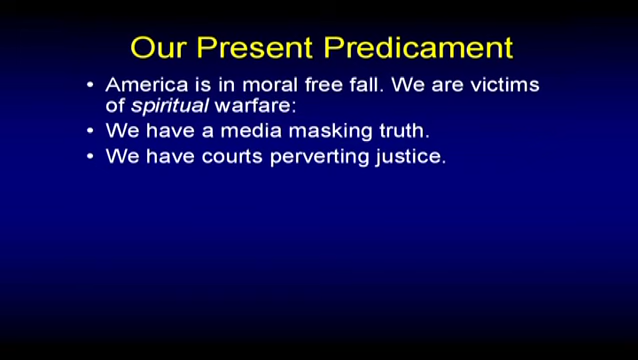 Our Present Predicament
• America is in moral free fall. We are victims
of spiritual warfare:
• We have a media masking truth.
• We have courts perverting justice.